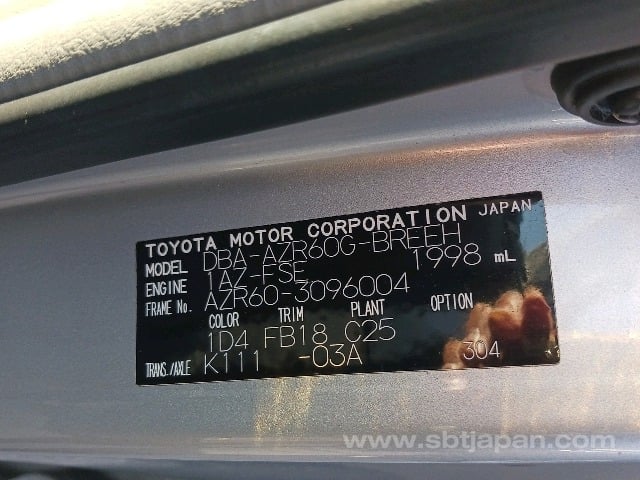 TOYOTA MOTOR CORPORATION JAPAN
MODEL DBA-AZR60G-BREEH
ENGINE 1AZ-FSE 1998 mL
FRAME No. AZR60-3096004
COLOR TRIM PLANT OPTION
1D4 FB18 C25
TRANS./AXLE K111 -03A 304
www.sbtjapan.com